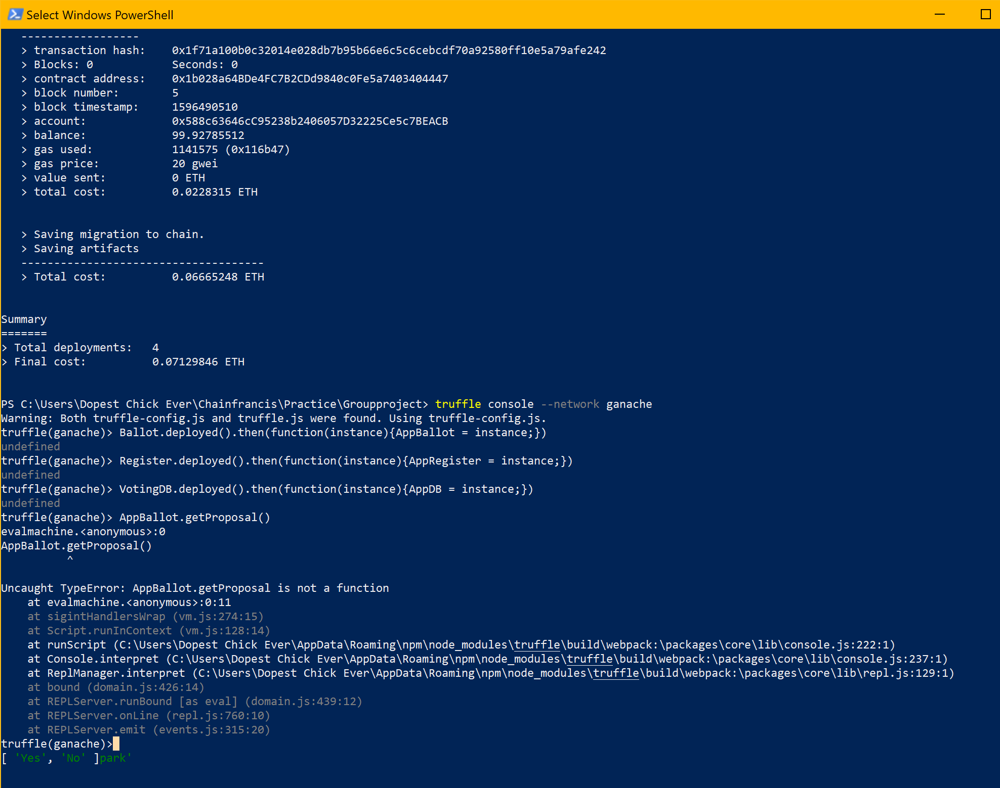 Select Windows PowerShell
------------------
> transaction hash:    0x1f71a100b0c32014e028db7b95b66e6c5c6cebcdf70a92580ff10e5a79afe242
> Blocks: 0            Seconds: 0
> contract address:    0x1b028a64BDe4FC7B2CDd9840c0Fe5a7403404447
> block number:        5
> block timestamp:     1596490510
> account:             0x588c63646cC95238b2406057D32225Ce5c7BEACB
> balance:             99.92785512
> gas used:            1141575 (0x116b47)
> gas price:           20 gwei
> value sent:          0 ETH
> total cost:          0.0228315 ETH
> Saving migration to chain.
> Saving artifacts
-------------------------------------
> Total cost:          0.06665248 ETH
Summary
=======
> Total deployments:   4
> Final cost:          0.07129846 ETH
PS C:\Users\Dopest Chick Ever\Chainfrancis\Practice\Groupproject> truffle console --network ganache
Warning: Both truffle-config.js and truffle.js were found. Using truffle-config.js.
truffle(ganache)> Ballot.deployed().then(function(instance){AppBallot = instance;})
undefined
truffle(ganache)> Register.deployed().then(function(instance){AppRegister = instance;})
undefined
truffle(ganache)> VotingDB.deployed().then(function(instance){AppDB = instance;})
undefined
truffle(ganache)> AppBallot.getProposal()
evalmachine.<anonymous>:0
AppBallot.getProposal()
          ^
Uncaught TypeError: AppBallot.getProposal is not a function
    at evalmachine.<anonymous>:0:11
    at sigintHandlersWrap (vm.js:274:15)
    at Script.runInContext (vm.js:128:14)
    at runScript (C:\Users\Dopest Chick Ever\AppData\Roaming\npm\node_modules\truffle\build\webpack:\packages\core\lib\console.js:222:1)
    at Console.interpret (C:\Users\Dopest Chick Ever\AppData\Roaming\npm\node_modules\truffle\build\webpack:\packages\core\lib\console.js:237:1)
    at ReplManager.interpret (C:\Users\Dopest Chick Ever\AppData\Roaming\npm\node_modules\truffle\build\webpack:\packages\core\lib\repl.js:129:1)
    at bound (domain.js:426:14)
    at REPLServer.runBound [as eval] (domain.js:439:12)
    at REPLServer.onLine (repl.js:760:10)
    at REPLServer.emit (events.js:315:20)
truffle(ganache)>
[ 'Yes', 'No' ]park'